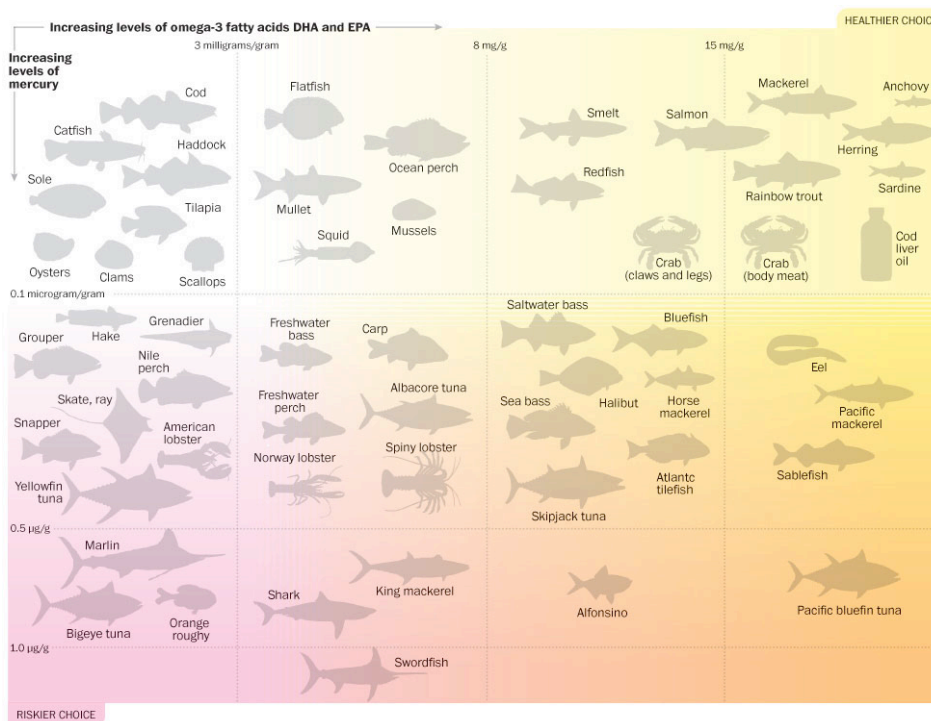 Increasing levels of omega-3 fatty acids DHA and EPA
HEALTHIER CHOIC
3 milligrams/gram
8 mg/g
15 mg/g
Increasing
levels of
mercury
Cod
Flatfish
Mackerel
Anchovy
Catfish
Smelt
Salmon
Haddock
Ocean perch
Herring
Sole
Redfish
Rainbow trout
Sardine
Tilapia
Mullet
Mussels
Squid
Oysters
Clams
Scallops
Crab
(claws and legs)
Crab
(body meat)
Cod
liver
oil
0.1 microgram/gram
Saltwater bass
Grouper
Hake
Grenadier
Freshwater
bass
Carp
Bluefish
Nile
perch
Eel
Skate, ray
Freshwater
perch
Albacore tuna
Sea bass
Halibut
Horse
mackerel
Pacific
mackerel
Snapper
American
lobster
Norway lobster
Spiny lobster
Yellowfin
tuna
Atlantc
tilefish
Sablefish
Skipjack tuna
0.5 µg/g
Marlin
Shark
King mackerel
Alfonsino
Pacific bluefin tuna
Bigeye tuna
Orange
roughy
1.0 µg/g
Swordfish
RISKIER CHOICE